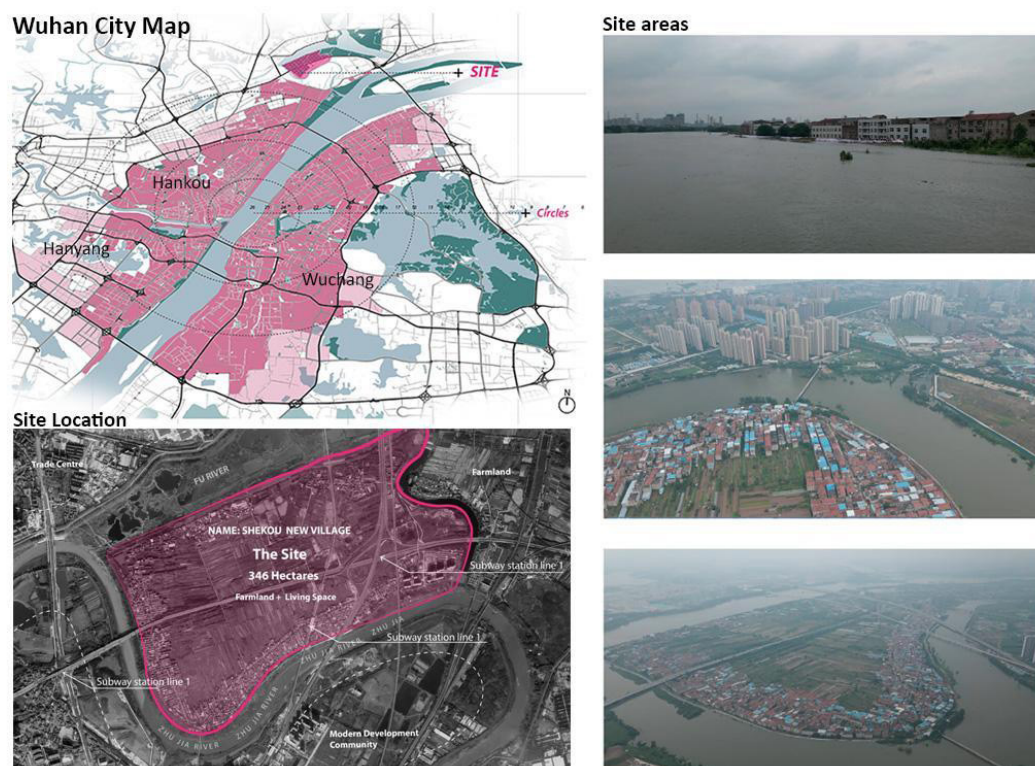 Wuhan City Map
SITE
Hankou
Circles
Hanyang
Wuchang
N
Site Location
Trade Centre
FU RIVER
Farmland
NAME: SHEKOU NEW VILLAGE
The Site
346 Hectares
Subway station line 1
Farmland + Living Space
Subway station line 1
ZHU JIA RIVER
ZHU JIA
Subway station line 1
ZHU JIA RIVER
ZHU JIA RIVER
Modern Development
Community
Site areas